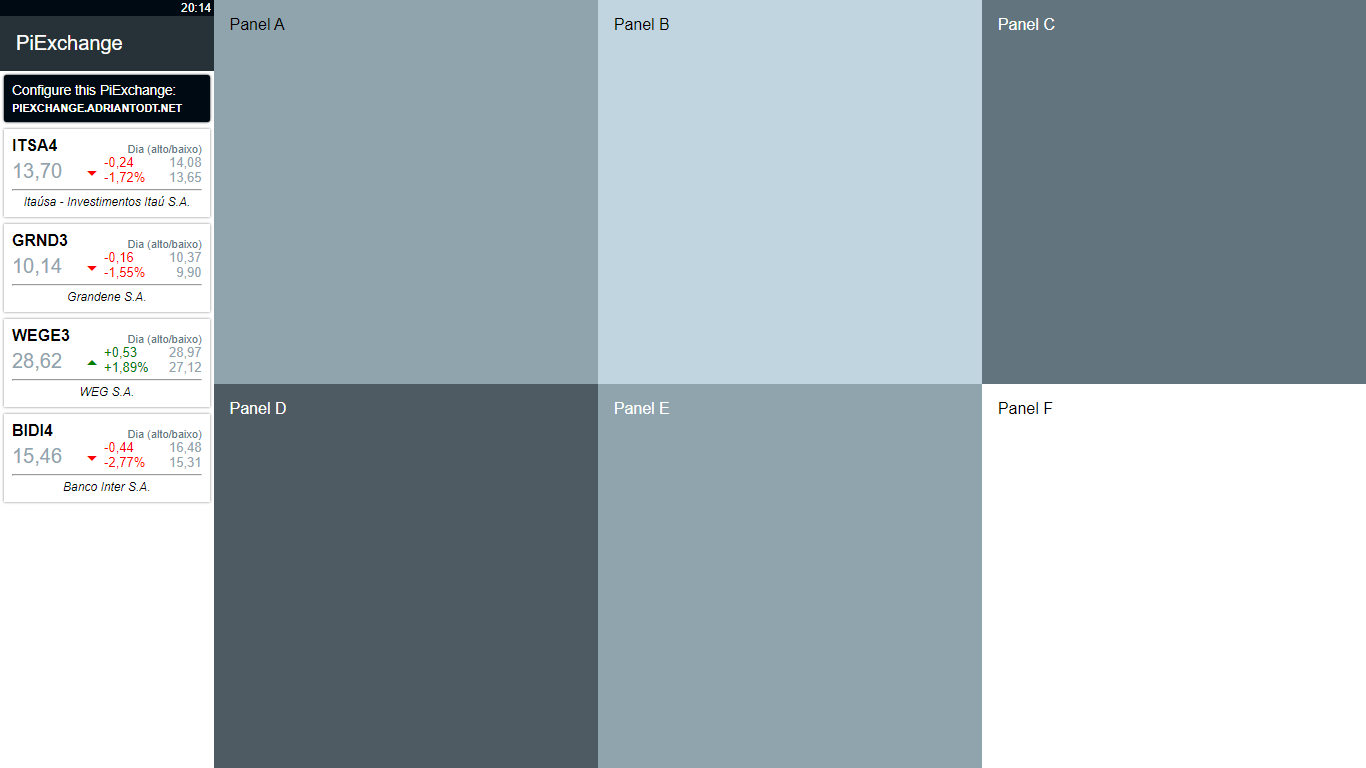 20:14
PiExchange
Configure this PiExchange:
PIEXCHANGE.ADRIANTODT.NET
ITSA4
Dia (alto/baixo)
13,70
-0,24 14,08
-1,72% 13,65
Itaúsa - Investimentos Itaú S.A.
GRND3
Dia (alto/baixo)
10,14
-0,16 10,37
-1,55% 9,90
Grandene S.A.
WEGE3
Dia (alto/baixo)
28,62
+0,53 28,97
+1,89% 27,12
WEG S.A.
BIDI4
Dia (alto/baixo)
15,46
-0,44 16,48
-2,77% 15,31
Banco Inter S.A.
Panel A
Panel B
Panel C
Panel D
Panel E
Panel F